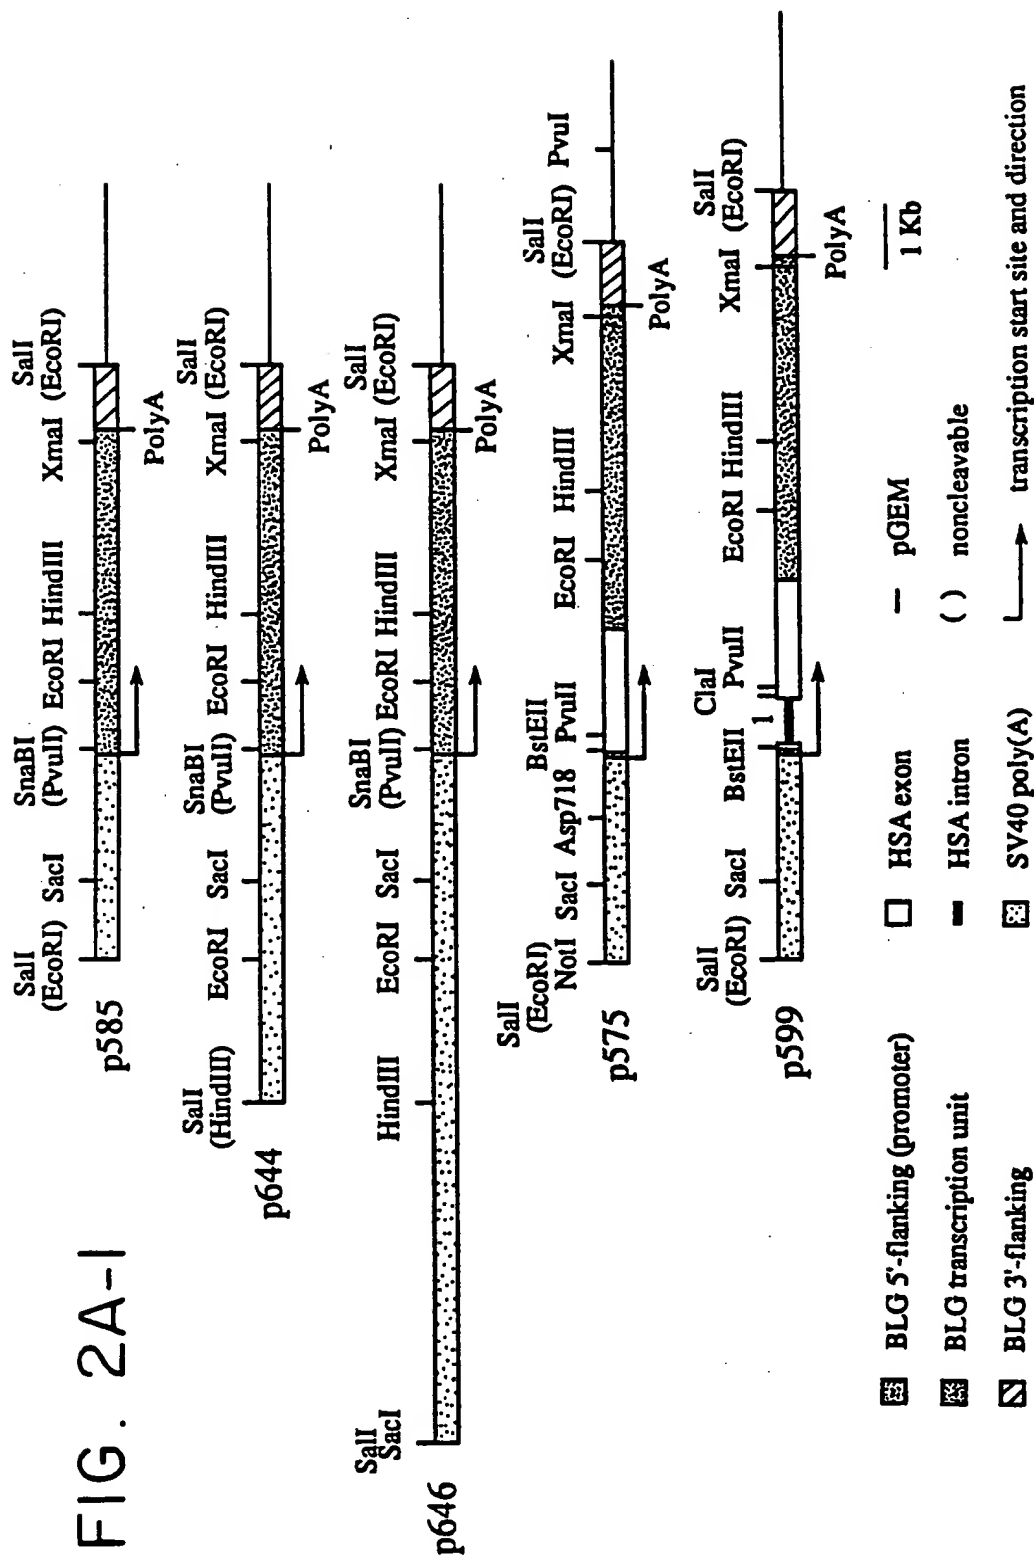 FIG. 2A-1
SalI
(EcoRI) SacI SnaBI
(PvuII) EcoRI HindIII XmaI SalI
(EcoRI)
p585
PolyA
SalI
(HindIII) EcoRI SacI SnaBI
(PvuII) EcoRI HindIII XmaI SalI
(EcoRI)
p644
PolyA
SalI
SacI HindIII EcoRI SacI SnaBI
(PvuII) EcoRI HindIII XmaI SalI
(EcoRI)
p646
PolyA
SalI
(EcoRI)
NotI SacI Asp718 BstEII PvuII EcoRI HindIII XmaI SalI
(EcoRI) PvuI
p575
PolyA
SalI
(EcoRI) SacI BstEII 1 ClaI PvuII EcoRI HindIII XmaI SalI
(EcoRI)
p599
PolyA
BLG 5'-flanking (promoter)
HSA exon
pGEM
1 Kb
BLG transcription unit
HSA intron
( ) noncleavable
BLG 3'-flanking
SV40 poly(A)
transcription start site and direction